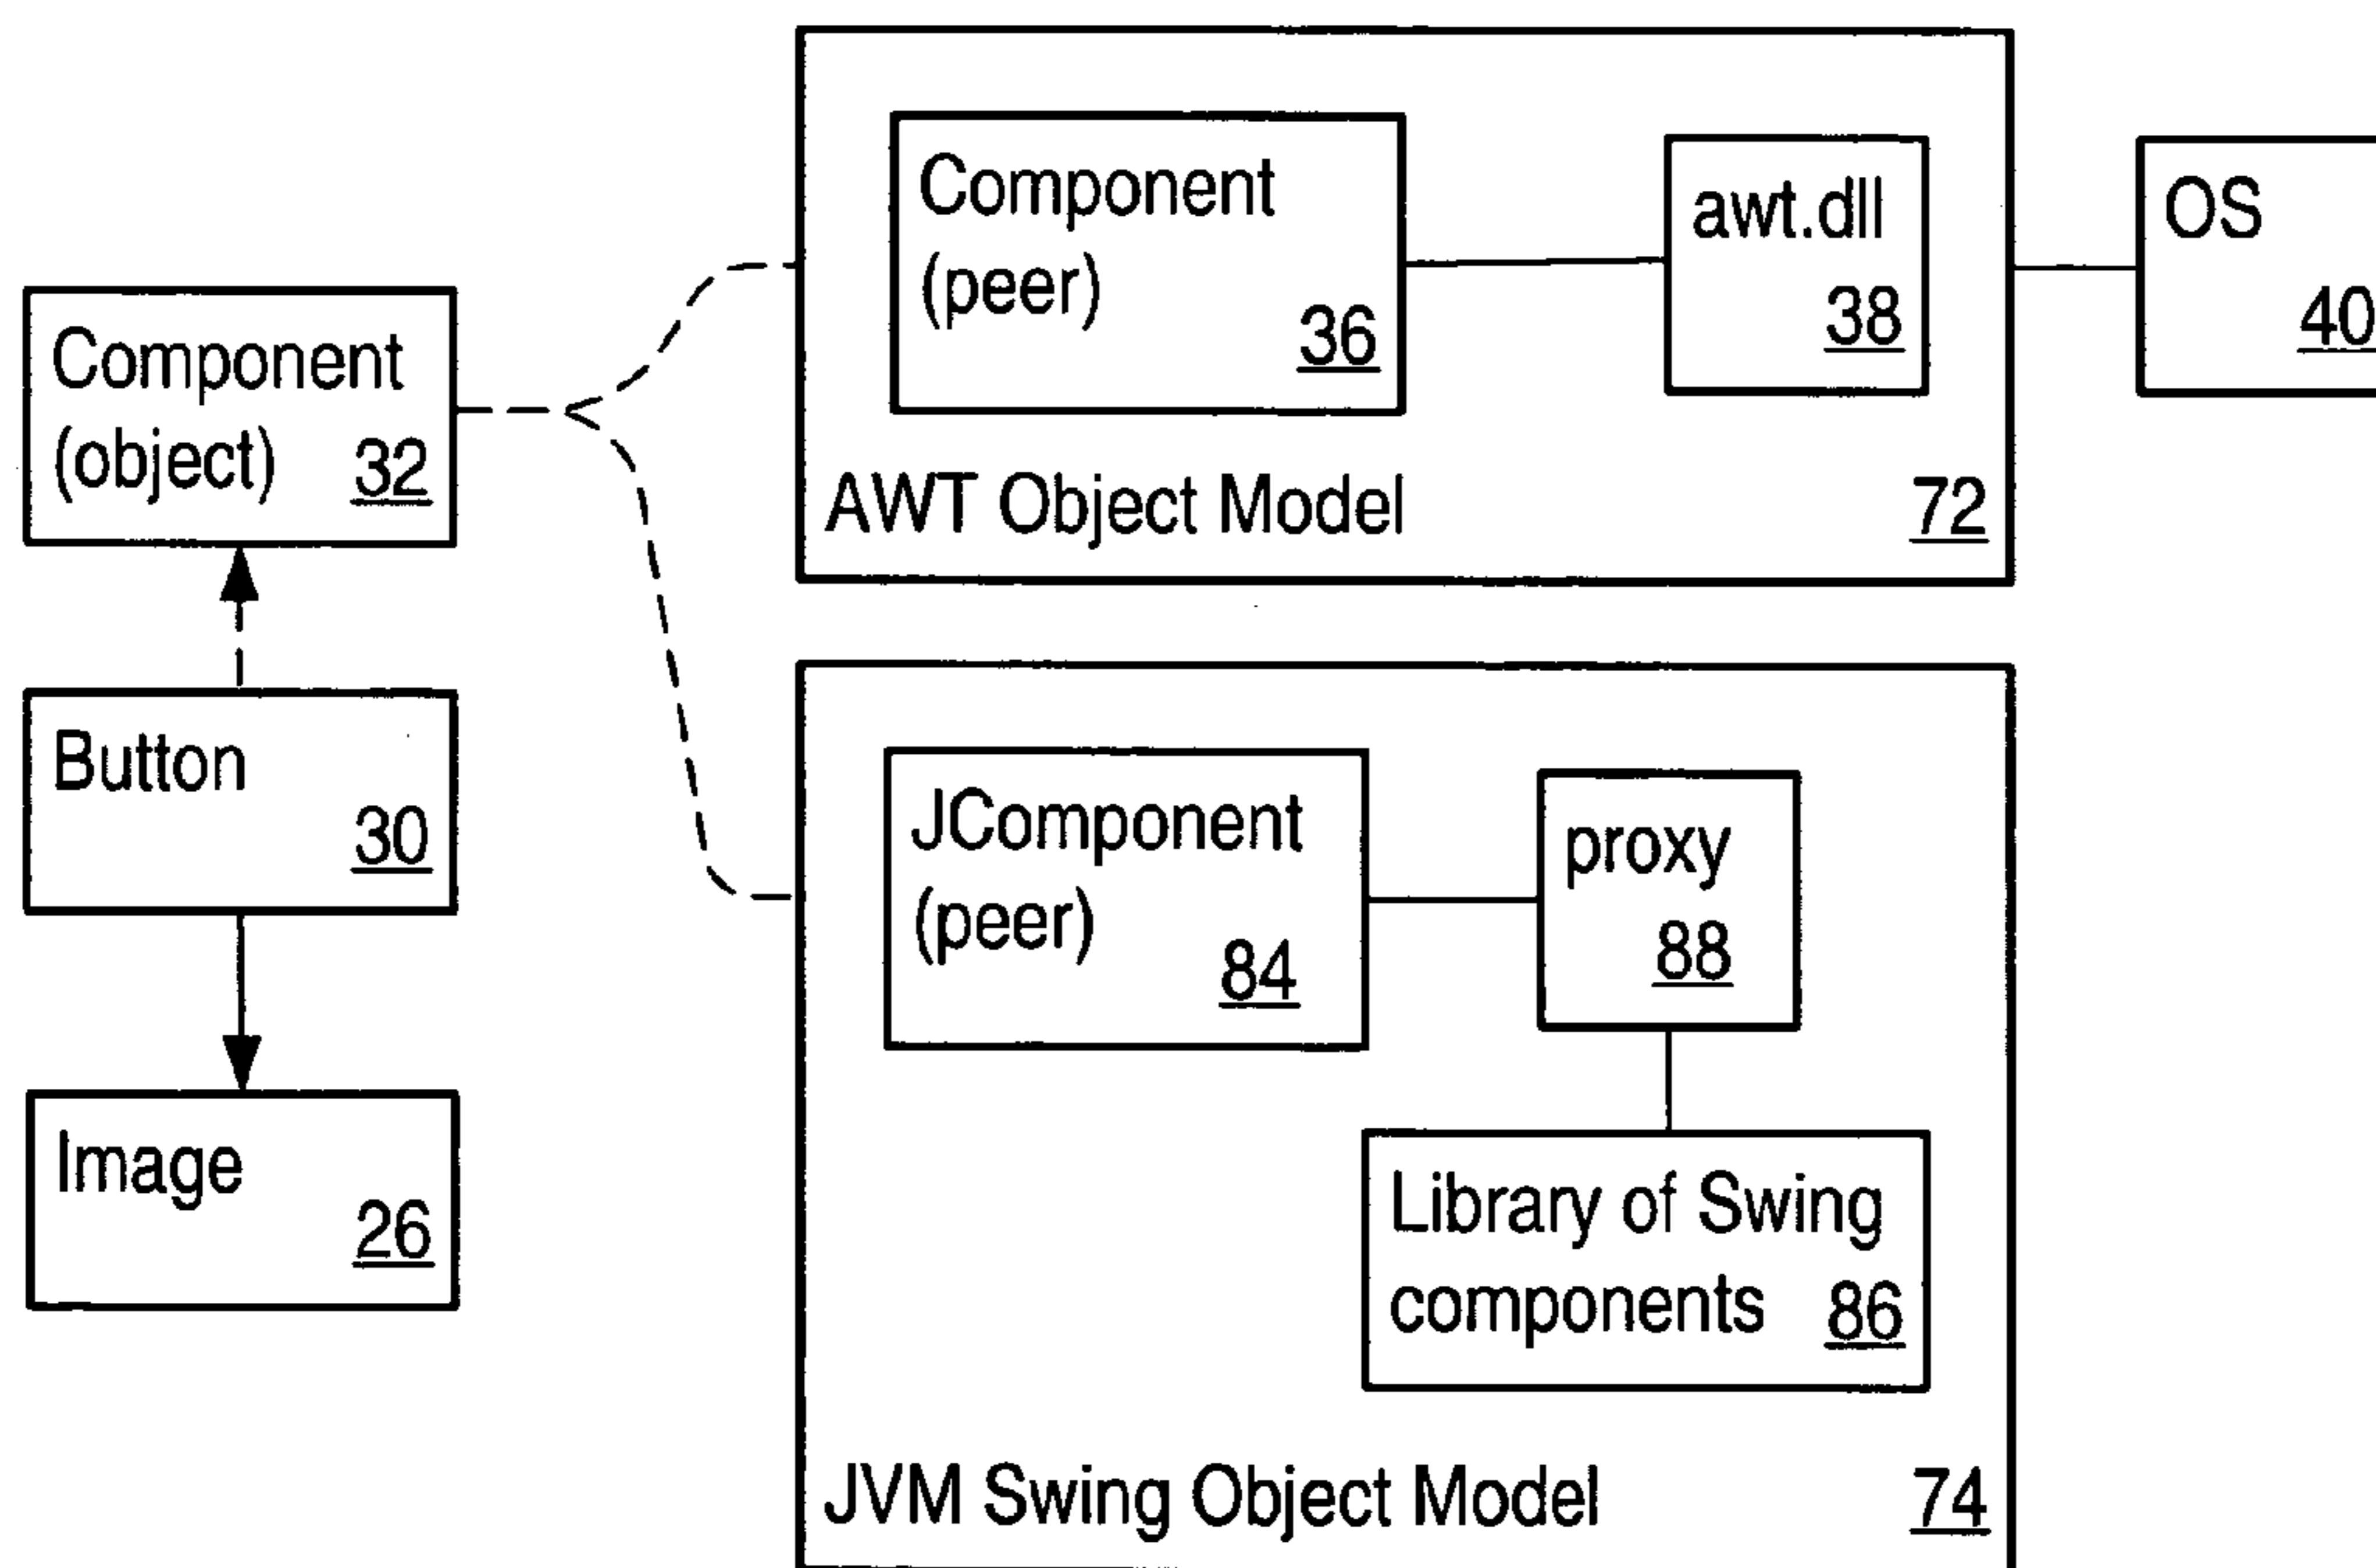 Component
(peer)
36
awt.dll
38
AWT Object Model
72
OS
40
Component
(object)
32
Button
30
Image
26
JComponent
(peer)
84
proxy
88
Library of Swing
components 86
JVM Swing Object Model
74